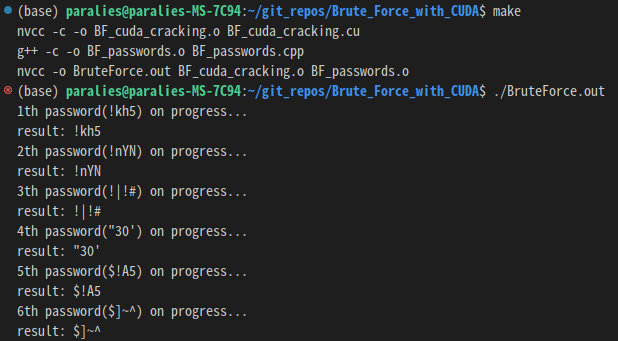 (base) paralies@paralies-MS-7C94:~/git_repos/Brute_Force_with_CUDA$ make
nvcc -c -o BF_cuda_cracking.o BF_cuda_cracking.cu
g++ -c -o BF_passwords.o BF_passwords.cpp
nvcc -o BruteForce.out BF_cuda_cracking.o BF_passwords.o
(base) paralies@paralies-MS-7C94:~/git_repos/Brute_Force_with_CUDA$ ./BruteForce.out
1th password(!kh5) on progress...
result: !kh5
2th password(!nYN) on progress...
result: !nYN
3th password(!|!#) on progress...
result: !|!#
4th password("30') on progress...
result: "30'
5th password($!A5) on progress...
result: $!A5
6th password($]~^) on progress...
result: $]~^